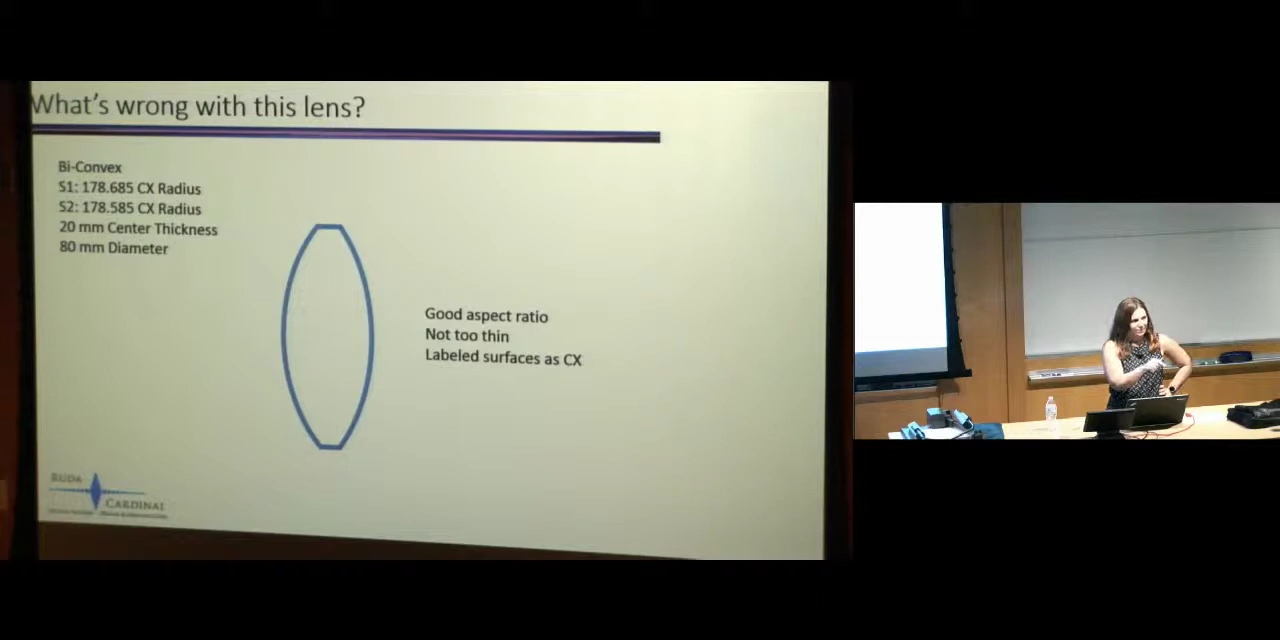 What's wrong with this lens?
Bi-Convex
S1: 178.685 CX Radius
S2: 178.585 CX Radius
20 mm Center Thickness
80 mm Diameter
Good aspect ratio
Not too thin
Labeled surfaces as CX
RUDA
CARDINAL